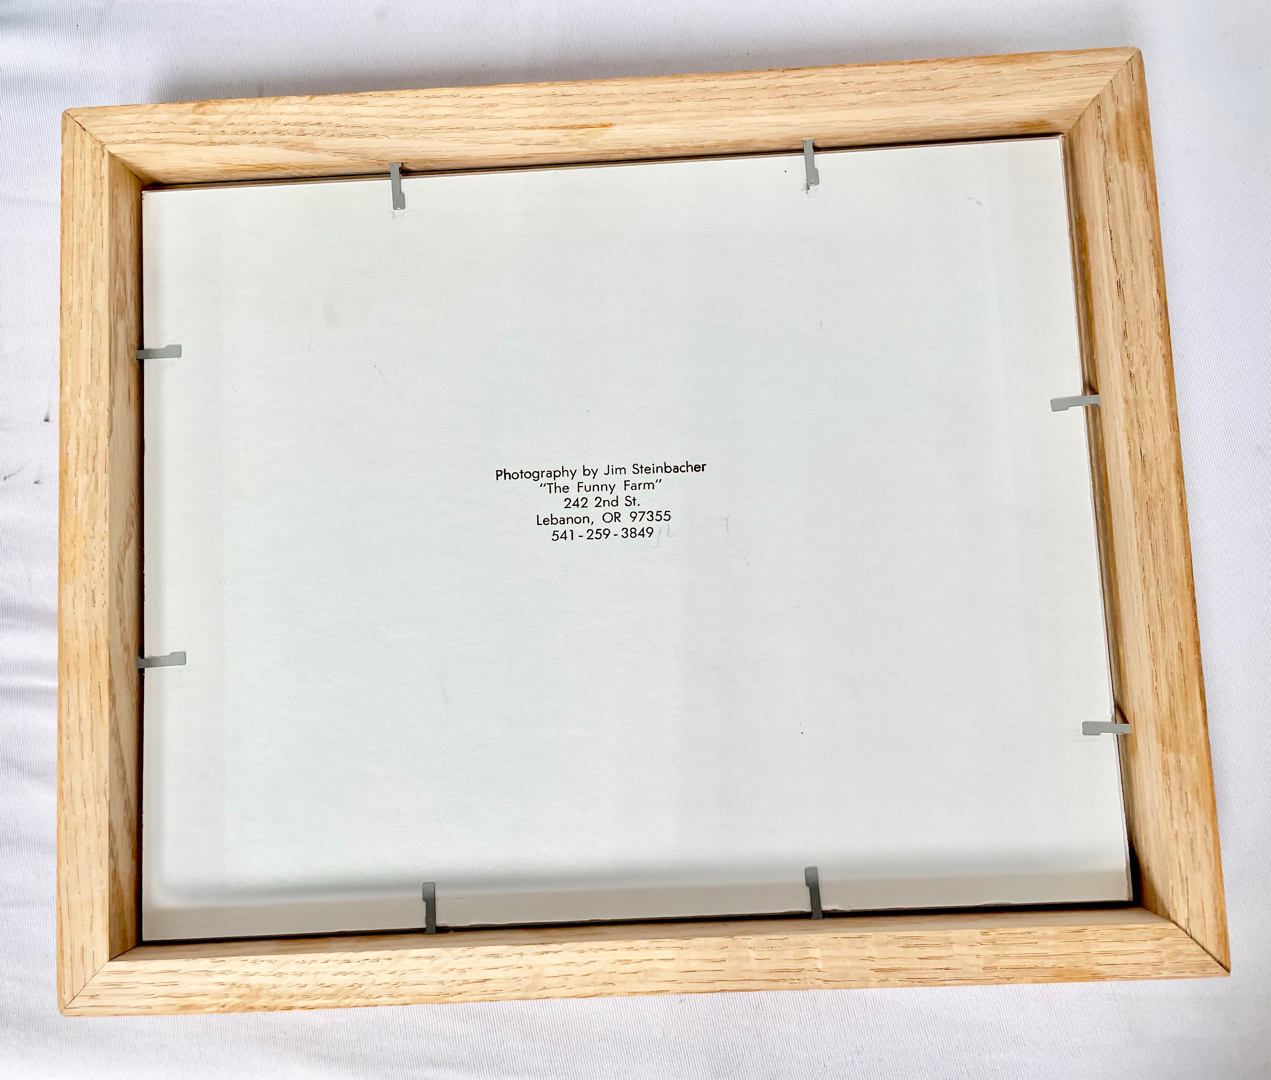 Photography by Jim Steinbacher
"The Funny Farm"
242 2nd St.
Lebanon, OR 97355
541-259-3849